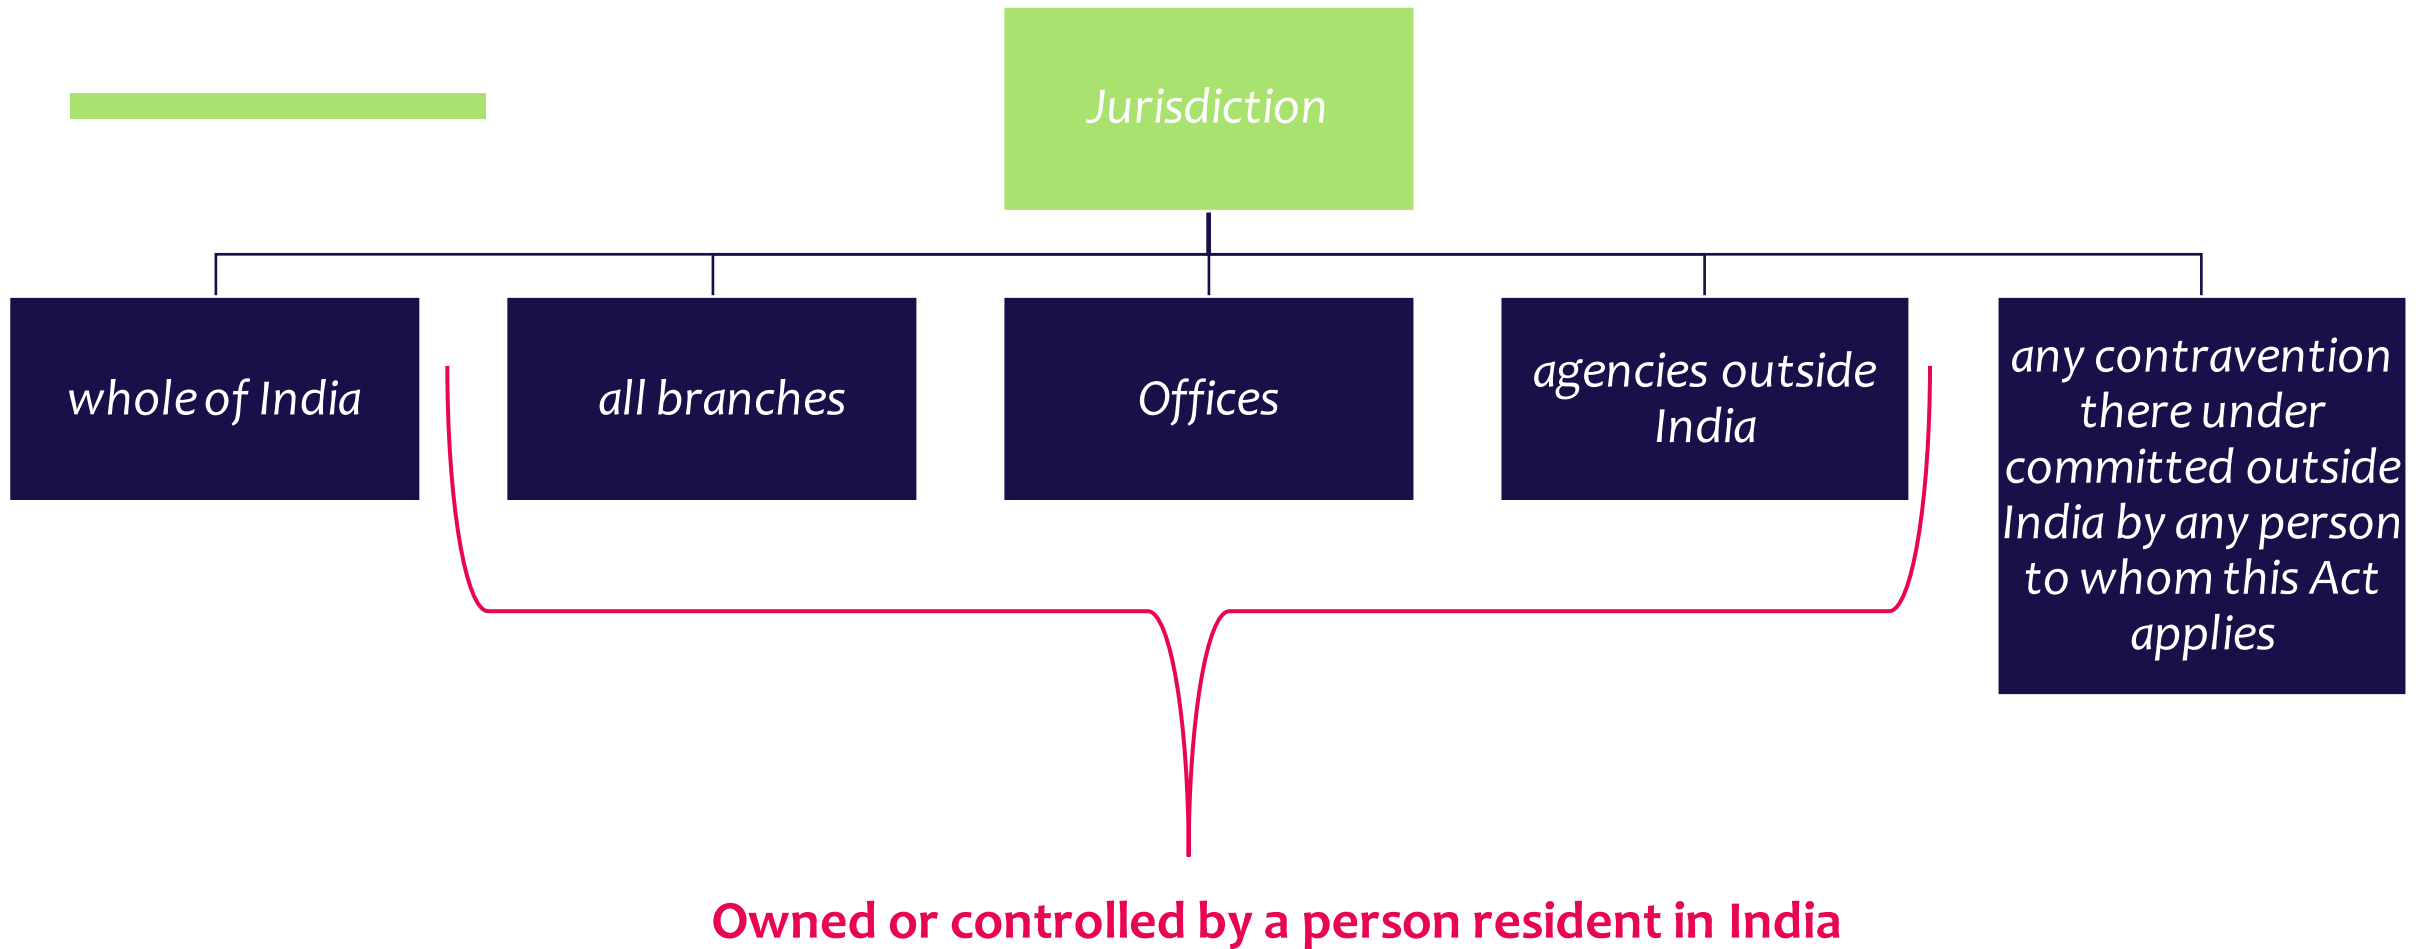 Jurisdiction
whole of India
all branches
Offices
agencies outside
India
any contravention
there under
committed outside
India by any person
to whom this Act
applies
Owned or controlled by a person resident in India